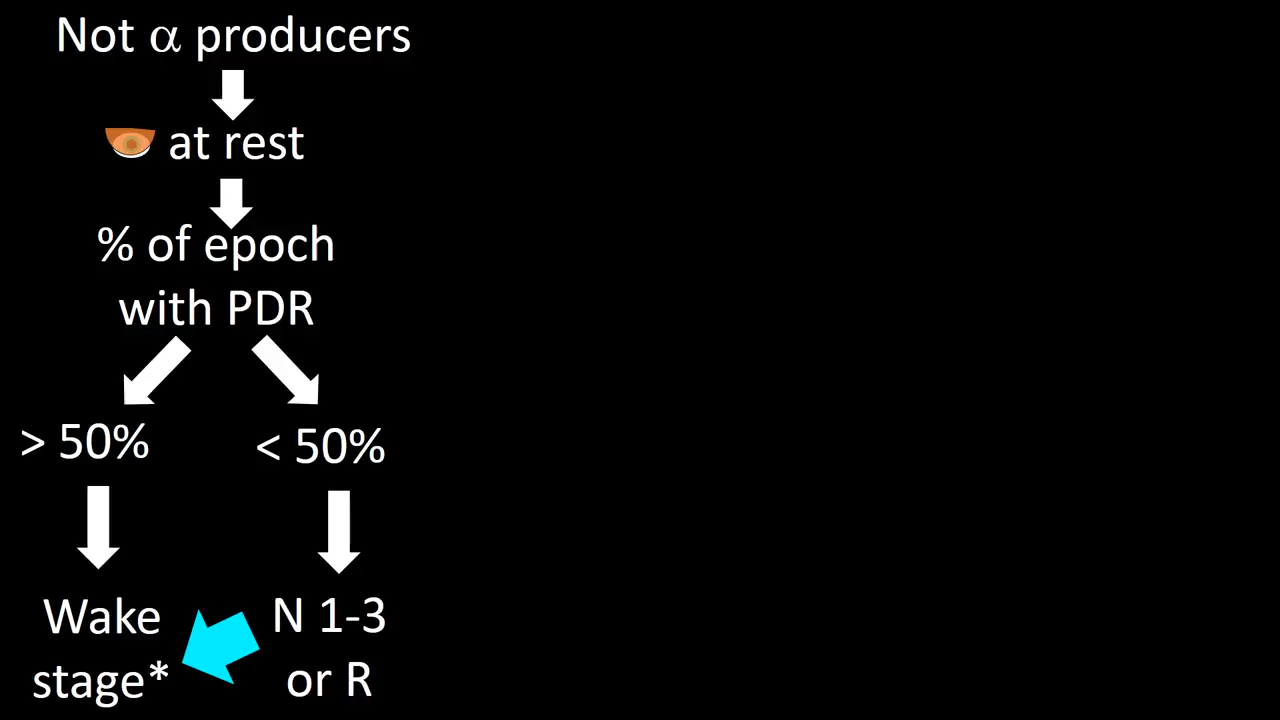 Not α producers
at rest
% of epoch
with PDR
> 50%
< 50%
Wake
stage*
N 1-3
or R